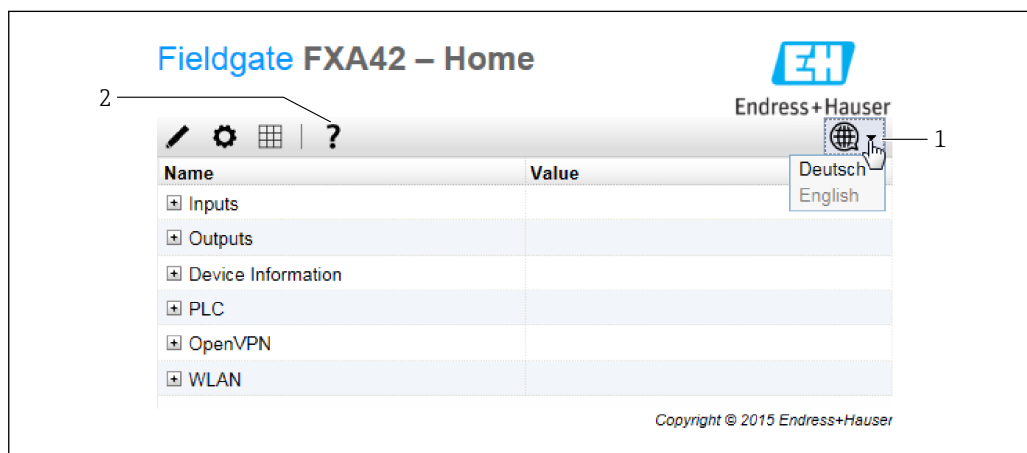 Fieldgate FXA42 – Home
EH
Endress+Hauser
2
?
1
Name Value
Deutsch
English
Inputs
Outputs
Device Information
PLC
OpenVPN
WLAN
Copyright © 2015 Endress+Hauser